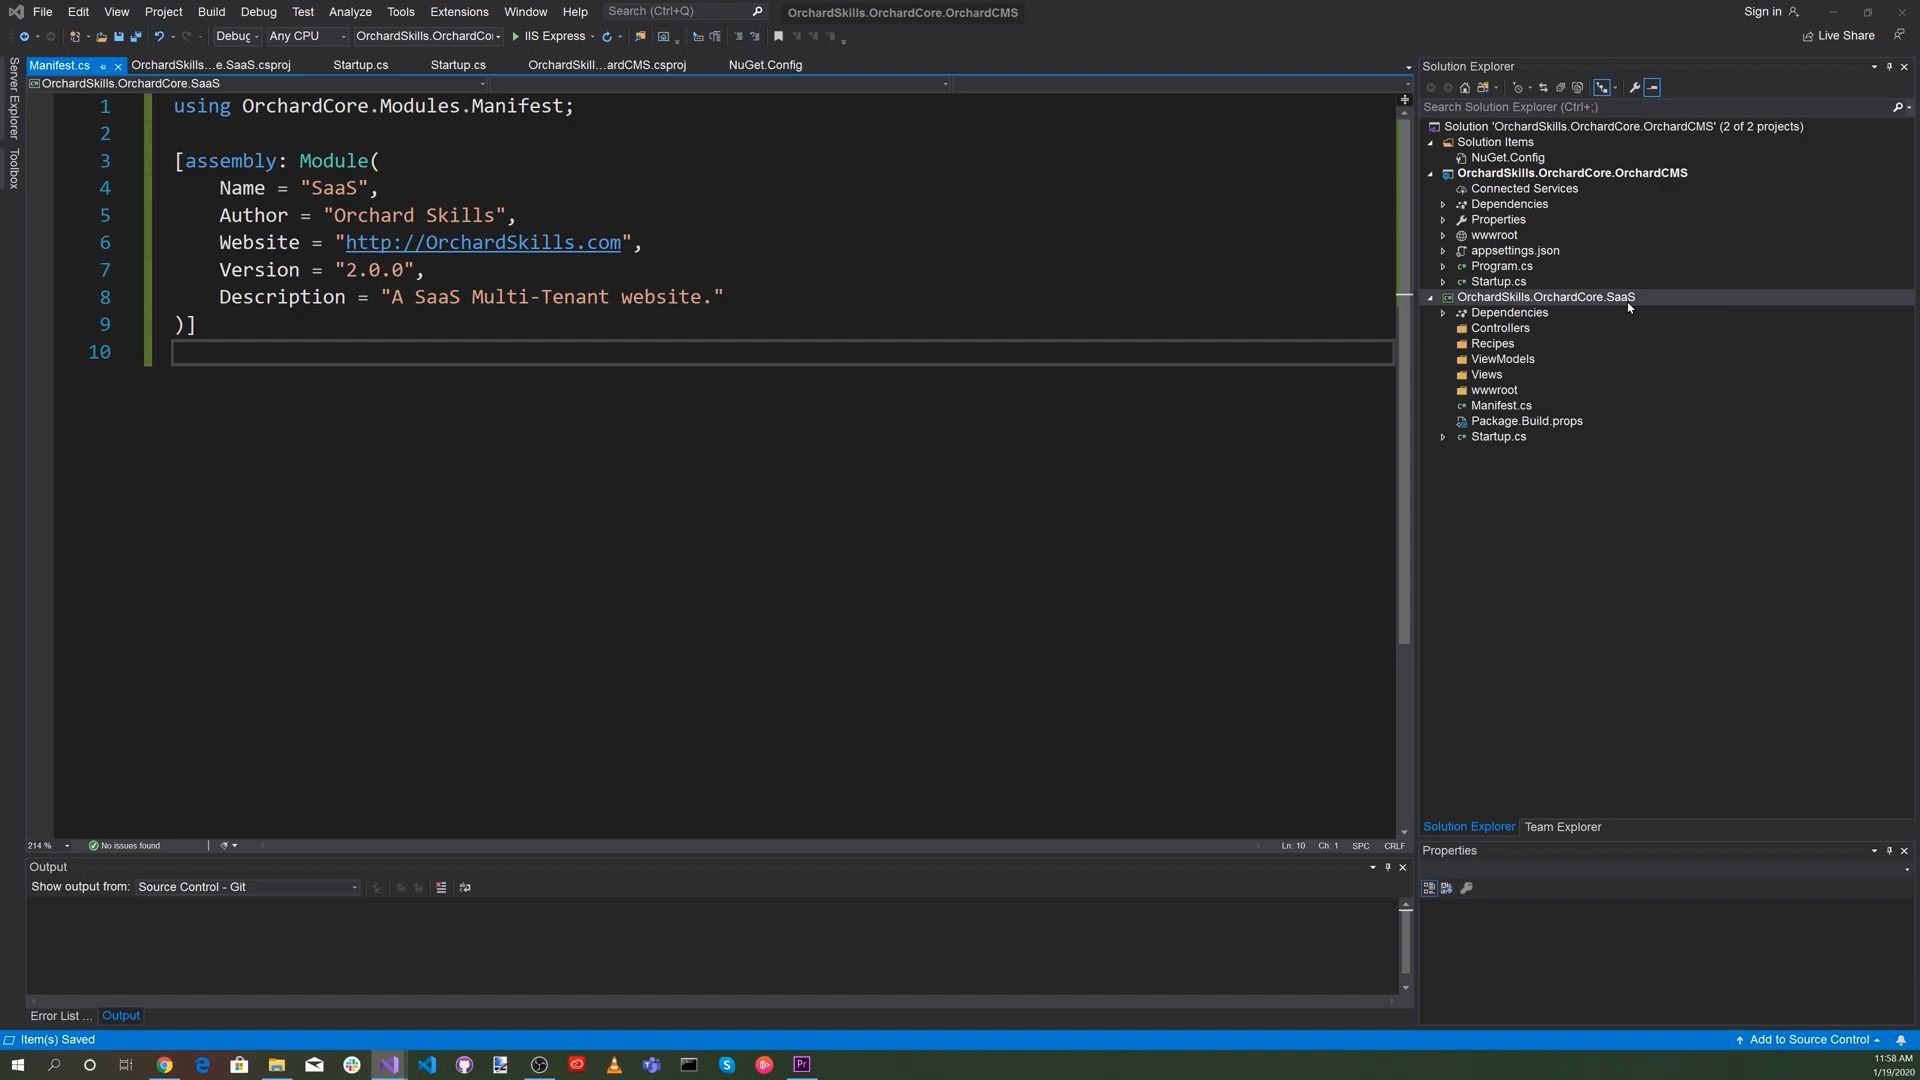 File Edit View Project Build Debug Test Analyze Tools Extensions Window Help Search (Ctrl+Q) OrchardSkills.OrchardCore.OrchardCMS Sign in
Debug Any CPU OrchardSkills.OrchardCor IIS Express Live Share
Server Explorer
Toolbox
Manifest.cs OrchardSkills...e.SaaS.csproj Startup.cs Startup.cs OrchardSkill...ardCMS.csproj NuGet.Config
OrchardSkills.OrchardCore.SaaS
1 using OrchardCore.Modules.Manifest;
2
3 [assembly: Module(
4 Name = "SaaS",
5 Author = "Orchard Skills",
6 Website = "http://OrchardSkills.com",
7 Version = "2.0.0",
8 Description = "A SaaS Multi-Tenant website."
9 )]
10
214 % No issues found Ln: 10 Ch: 1 SPC CRLF
Output
Show output from: Source Control - Git
Error List ... Output
Solution Explorer
Search Solution Explorer (Ctrl+;)
Solution 'OrchardSkills.OrchardCore.OrchardCMS' (2 of 2 projects)
Solution Items
NuGet.Config
OrchardSkills.OrchardCore.OrchardCMS
Connected Services
Dependencies
Properties
wwwroot
appsettings.json
Program.cs
Startup.cs
OrchardSkills.OrchardCore.SaaS
Dependencies
Controllers
Recipes
ViewModels
Views
wwwroot
Manifest.cs
Package.Build.props
Startup.cs
Solution Explorer Team Explorer
Properties
Item(s) Saved Add to Source Control
11:58 AM
1/19/2020